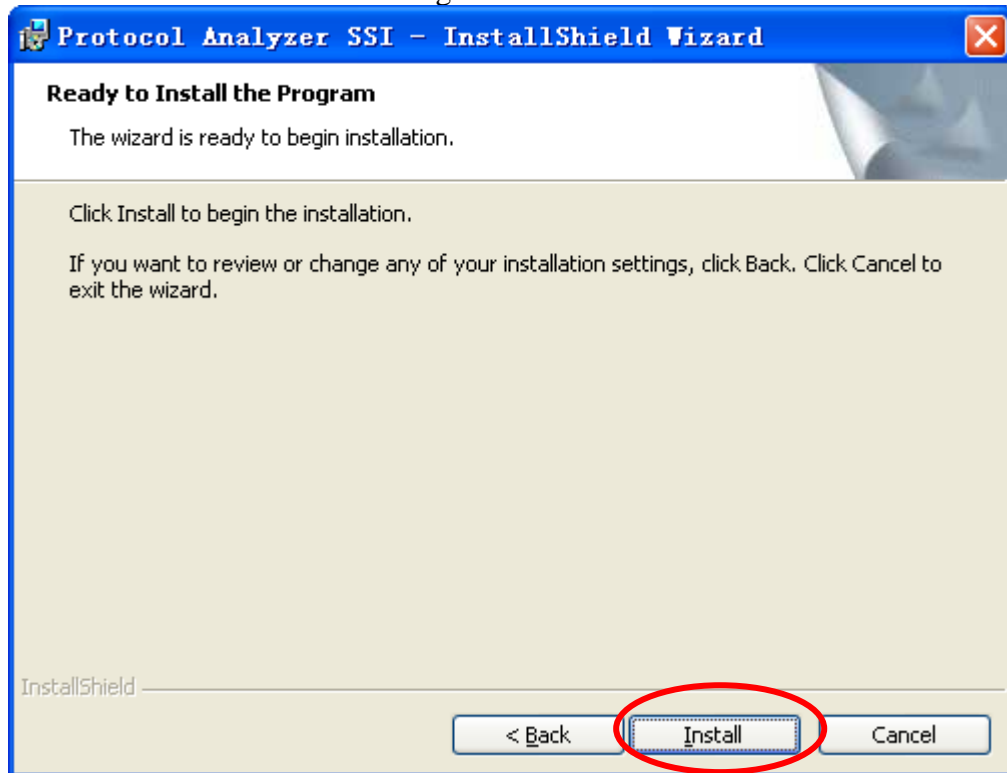 Protocol Analyzer SSI - InstallShield Wizard
Ready to Install the Program
The wizard is ready to begin installation.
Click Install to begin the installation.
If you want to review or change any of your installation settings, click Back. Click Cancel to
exit the wizard.
InstallShield
< Back Install Cancel